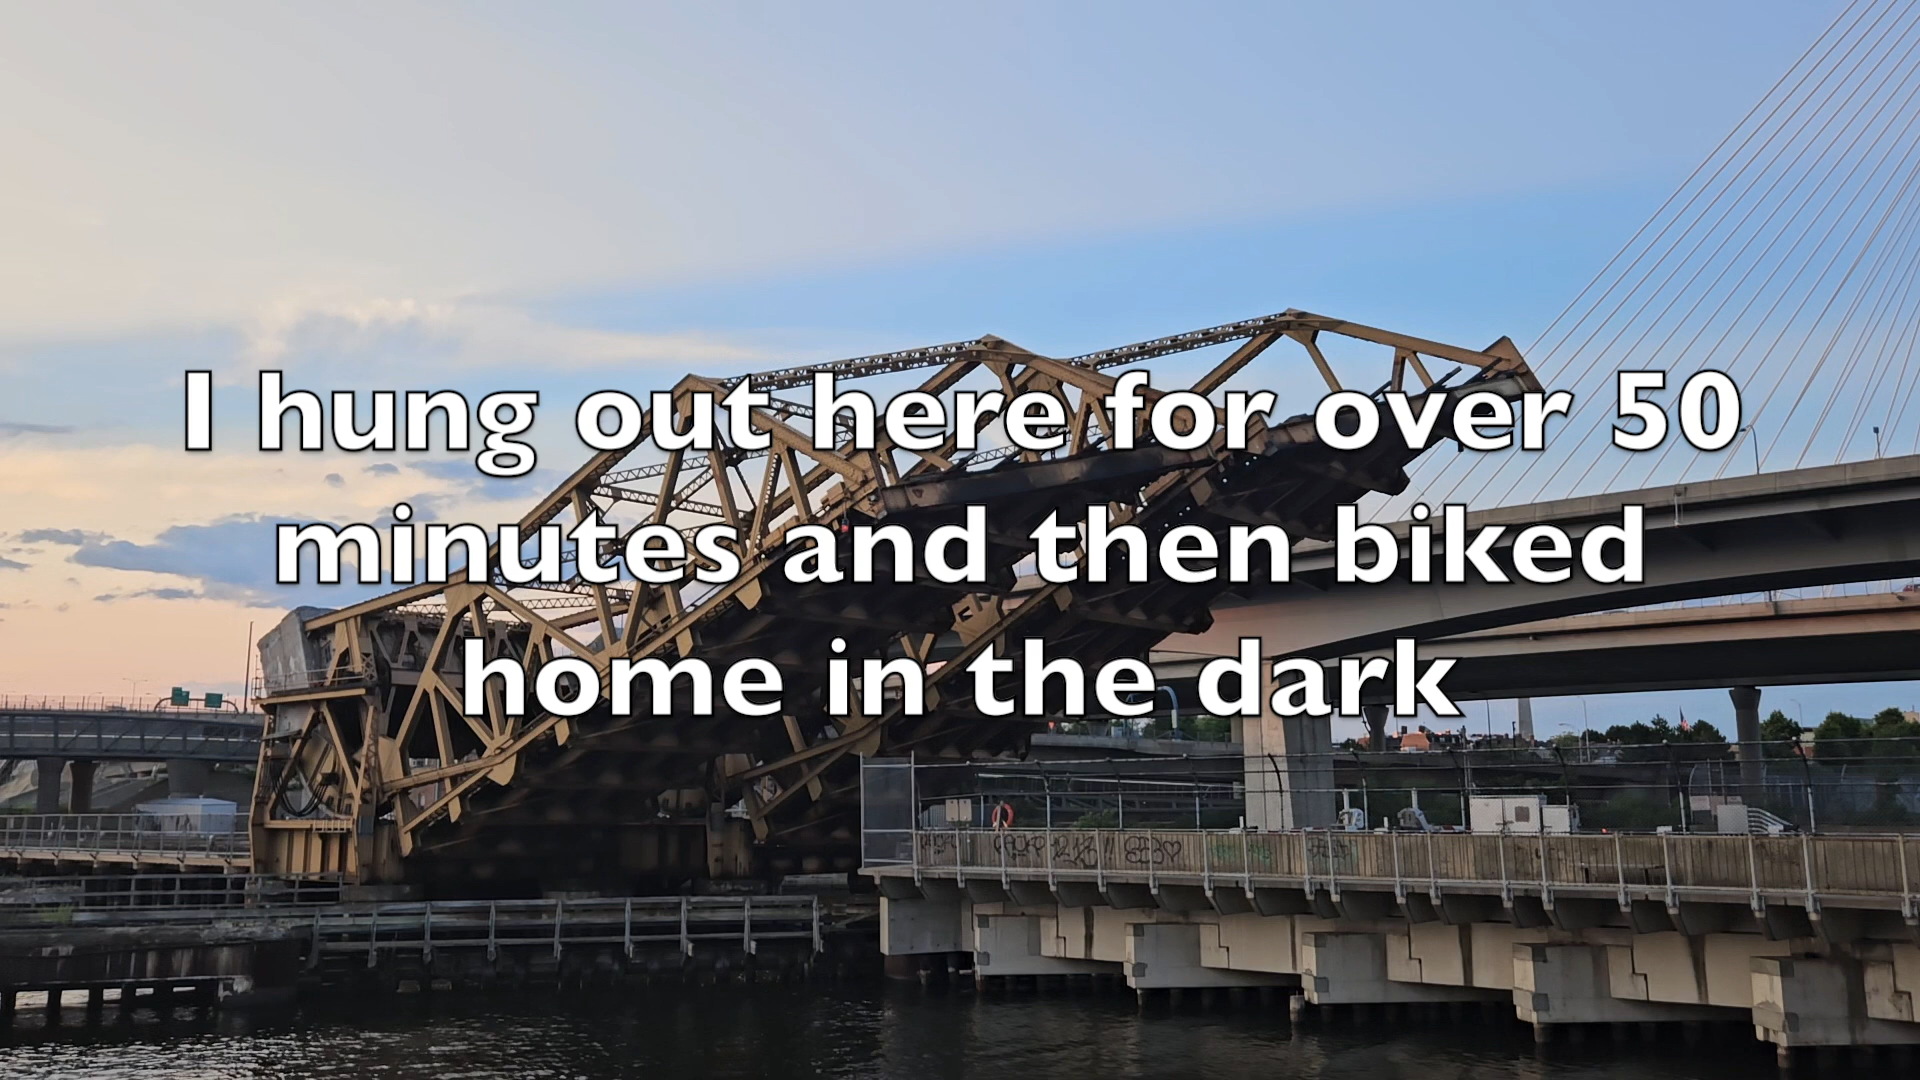 I hung out here for over 50
minutes and then biked
home in the dark